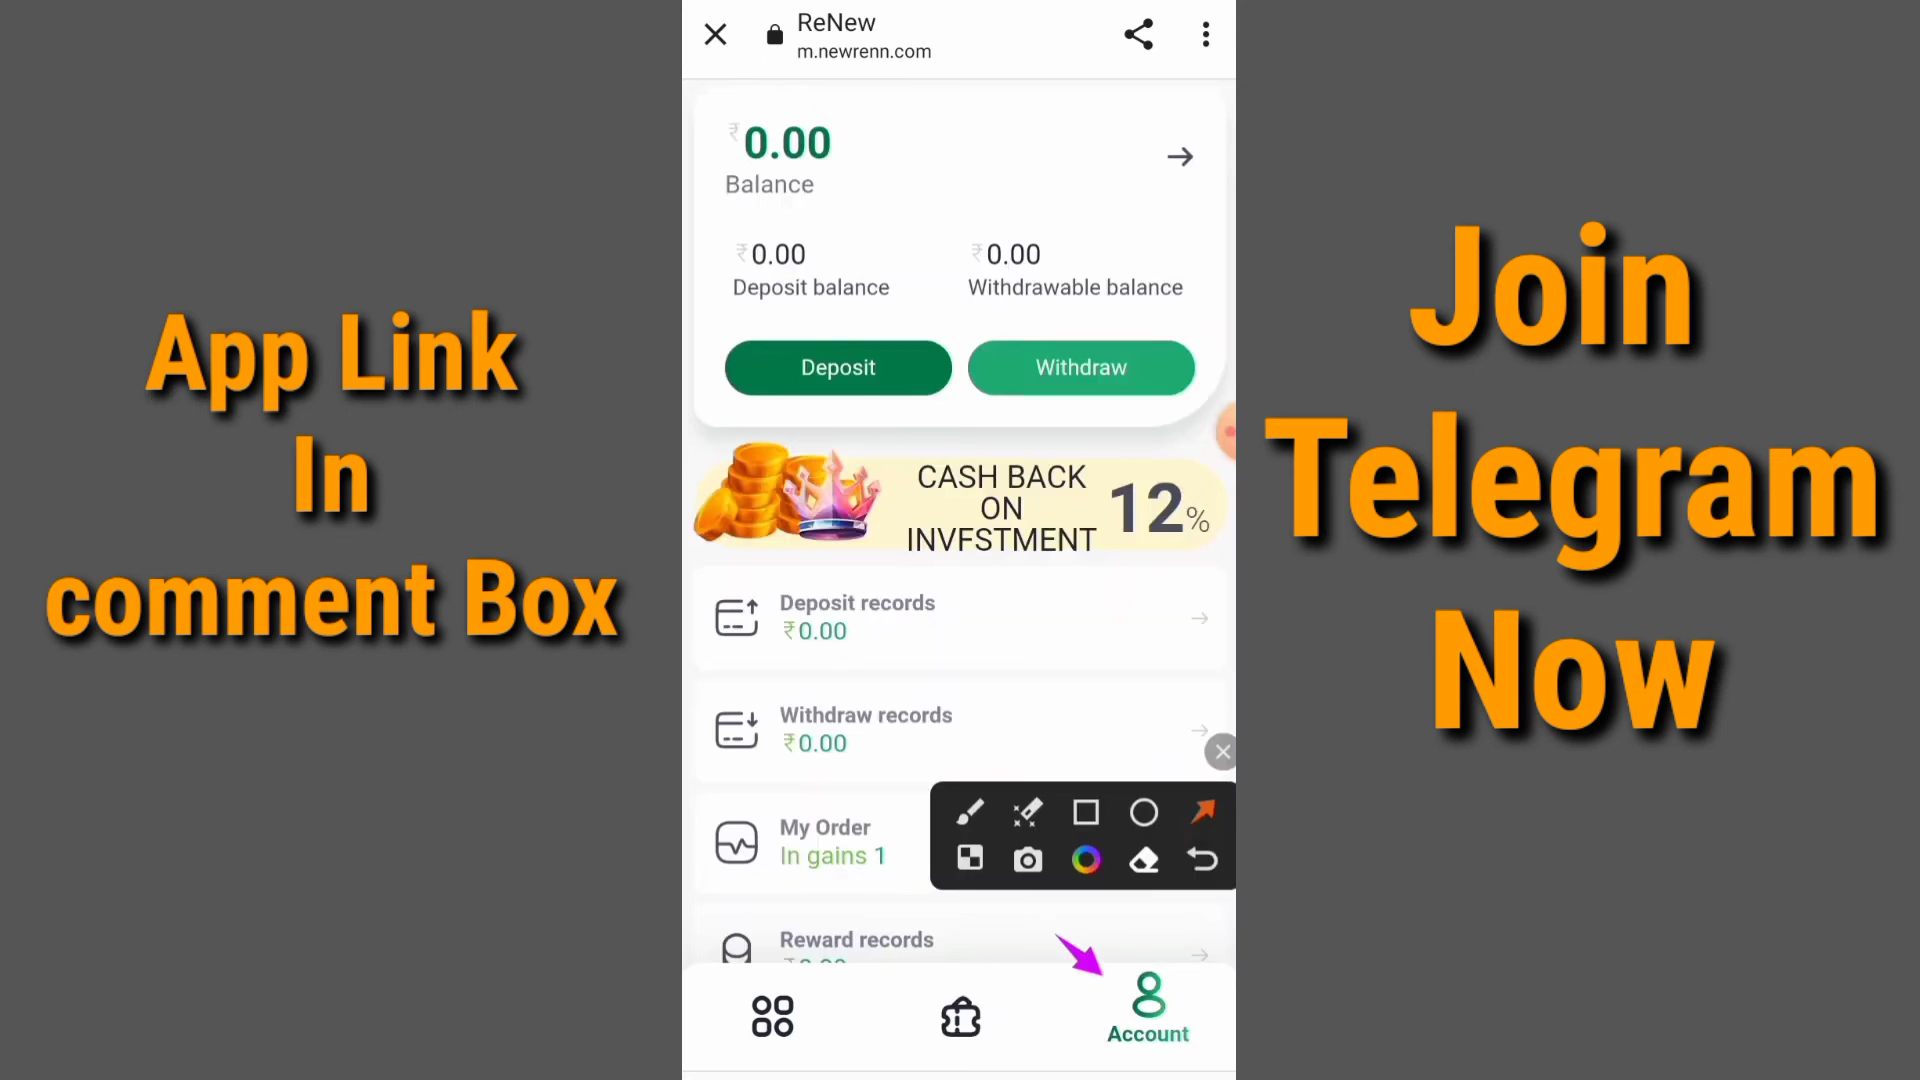 App Link
In
comment Box
ReNew
m.newrenn.com
₹0.00
Balance
₹0.00
Deposit balance
₹0.00
Withdrawable balance
Deposit
Withdraw
CASH BACK
ON
INVFSTMENT
12%
Deposit records
₹0.00
Withdraw records
₹0.00
My Order
In gains 1
Reward records
Account
Join
Telegram
Now